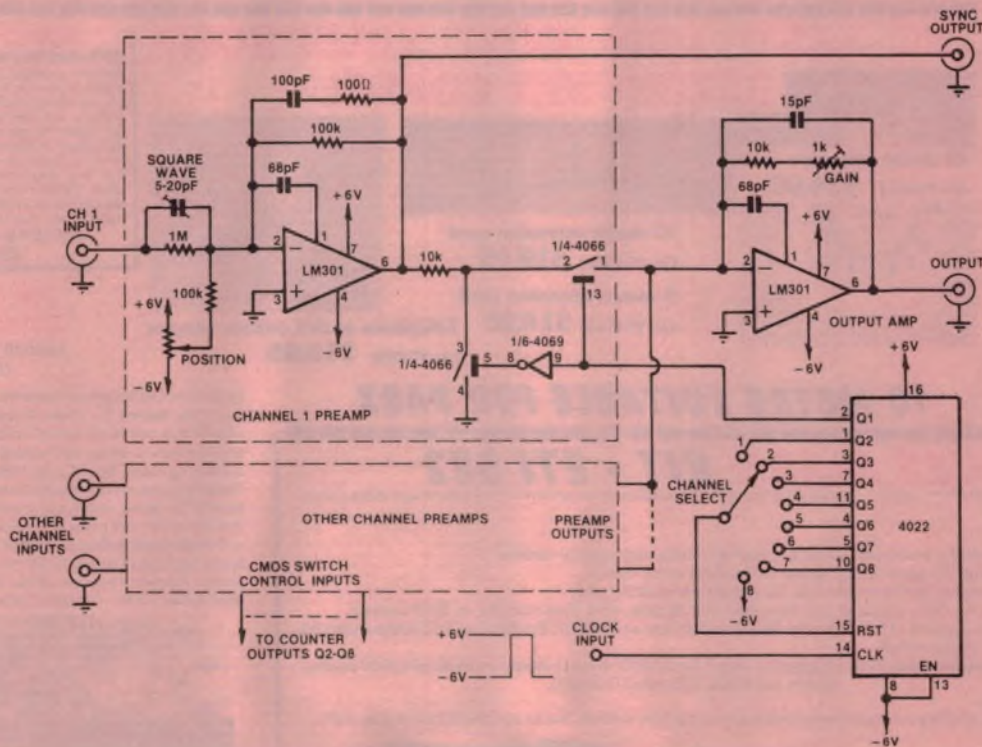 SYNC
OUTPUT
100pF
100Ω
100k
SQUARE
WAVE
5-20pF
68pF
+6V
CH 1
INPUT
1M
2
1
7
LM301
6
3
4
-6V
100k
+6V
POSITION
-6V
10k
1/4-4066
2
1
13
3
1/4-4066
4
5
8
1/6-4069
9
CHANNEL 1 PREAMP
15pF
10k
1k
GAIN
68pF
+6V
2
1
7
LM301
6
3
4
-6V
OUTPUT
OUTPUT AMP
+6V
16
2 Q1
1 Q2
3 Q3
7 Q4
11 Q5
4 Q6
5 Q7
10 Q8
4022
15 RST
14 CLK
EN
8
13
-6V
CHANNEL
SELECT
1
2
3
4
5
6
7
8
-6V
OTHER
CHANNEL
INPUTS
OTHER CHANNEL PREAMPS
PREAMP
OUTPUTS
CMOS SWITCH
CONTROL INPUTS
TO COUNTER
OUTPUTS Q2-Q8
+6V
-6V
CLOCK
INPUT